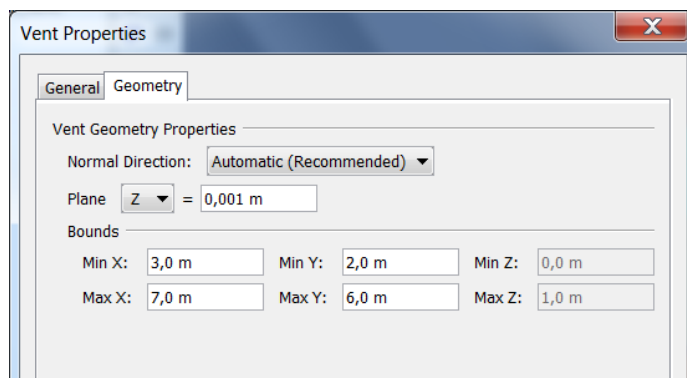 Vent Properties
General Geometry
Vent Geometry Properties
Normal Direction: Automatic (Recommended)
Plane Z = 0,001 m
Bounds
Min X: 3,0 m Min Y: 2,0 m Min Z: 0,0 m
Max X: 7,0 m Max Y: 6,0 m Max Z: 1,0 m